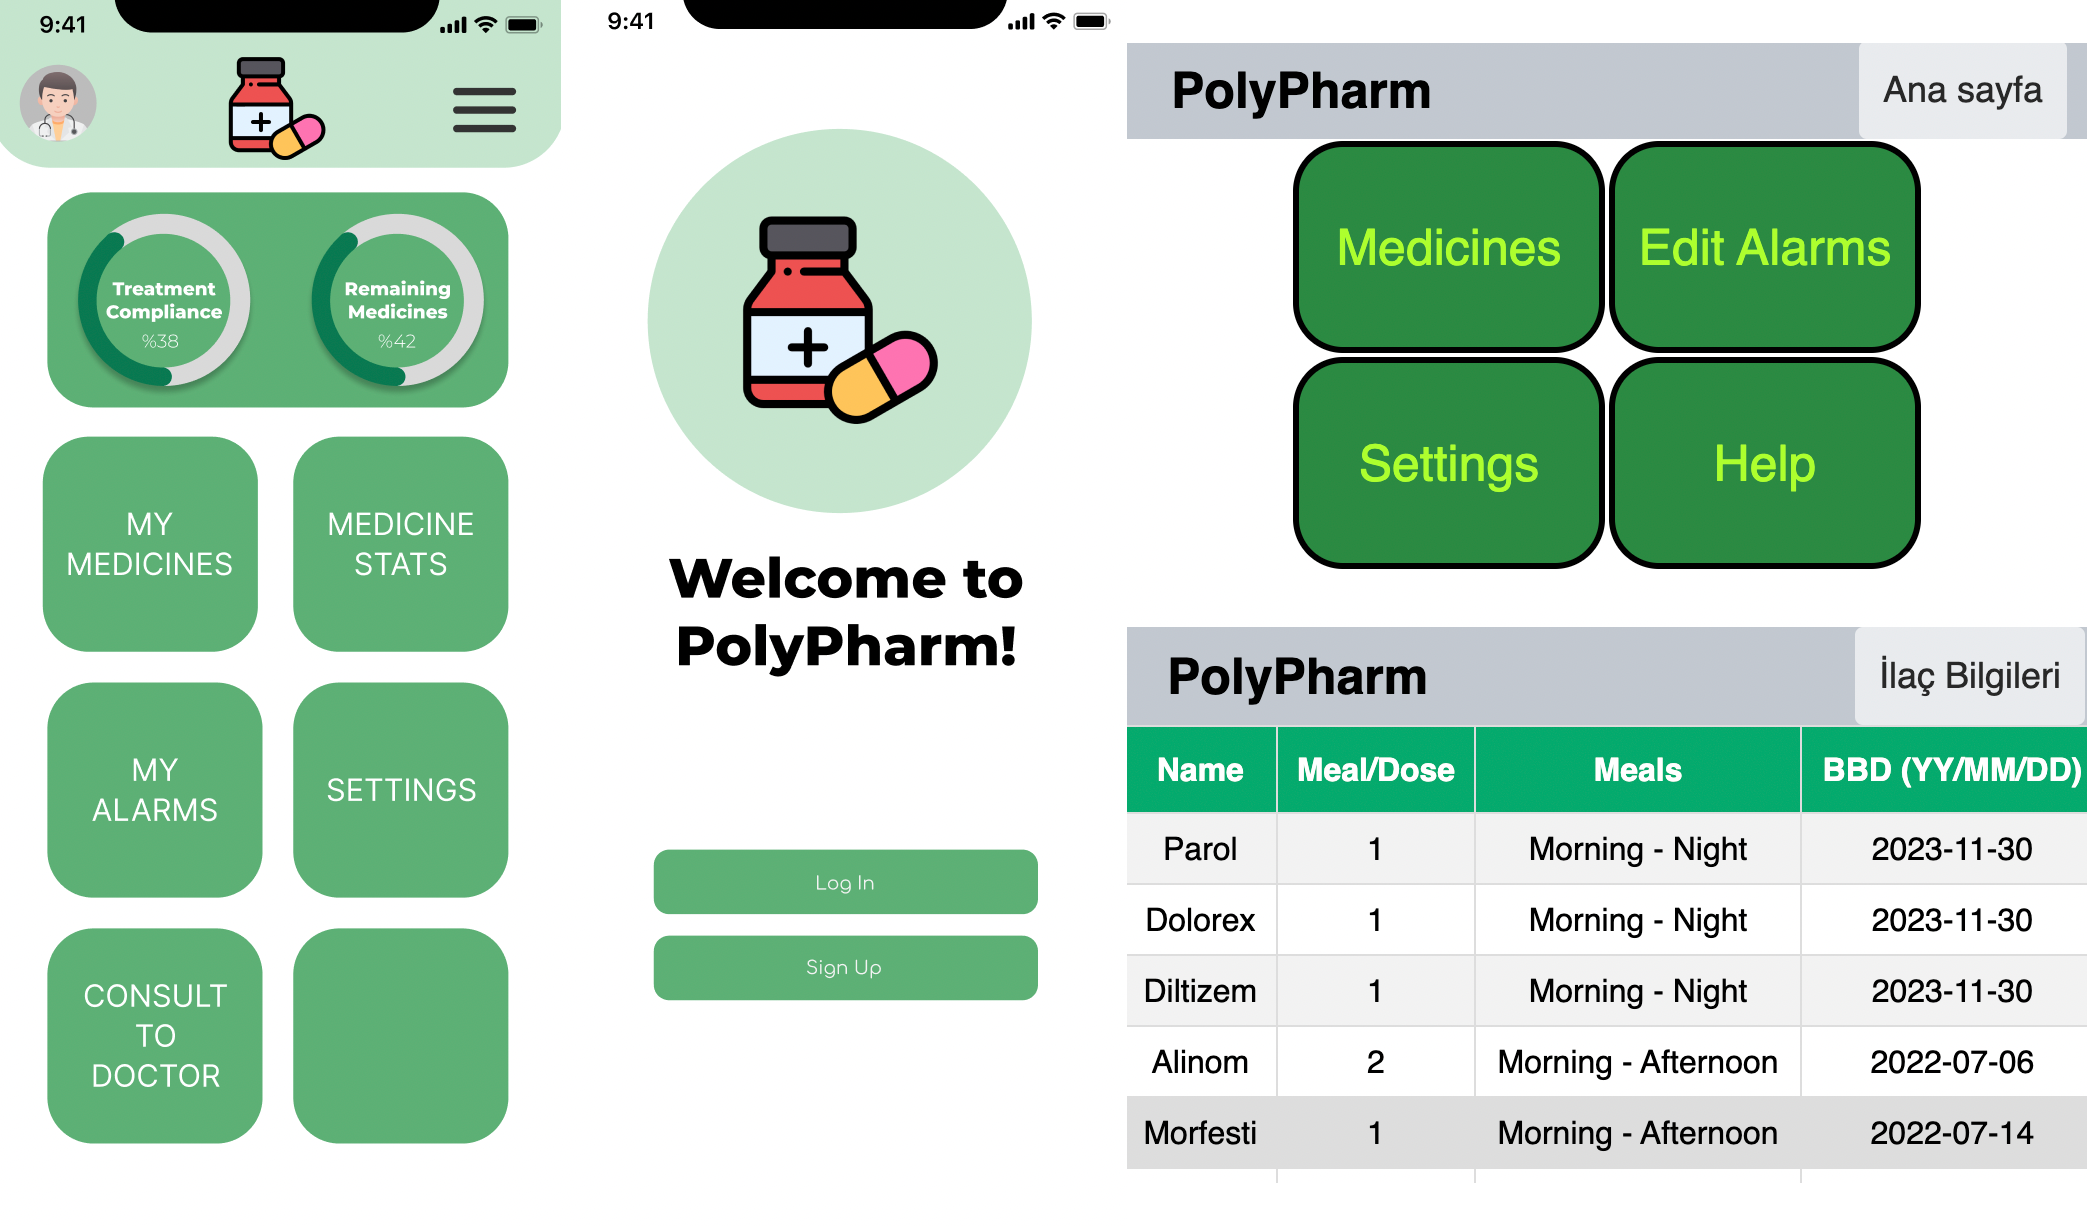 9:41
Treatment
Compliance
%38
Remaining
Medicines
%42
MY
MEDICINES
MEDICINE
STATS
MY
ALARMS
SETTINGS
CONSULT
TO
DOCTOR
9:41
Welcome to
PolyPharm!
Log In
Sign Up
PolyPharm
Ana sayfa
Medicines
Edit Alarms
Settings
Help
PolyPharm
İlaç Bilgileri
Name Meal/Dose Meals BBD (YY/MM/DD)
Parol 1 Morning - Night 2023-11-30
Dolorex 1 Morning - Night 2023-11-30
Diltizem 1 Morning - Night 2023-11-30
Alinom 2 Morning - Afternoon 2022-07-06
Morfesti 1 Morning - Afternoon 2022-07-14